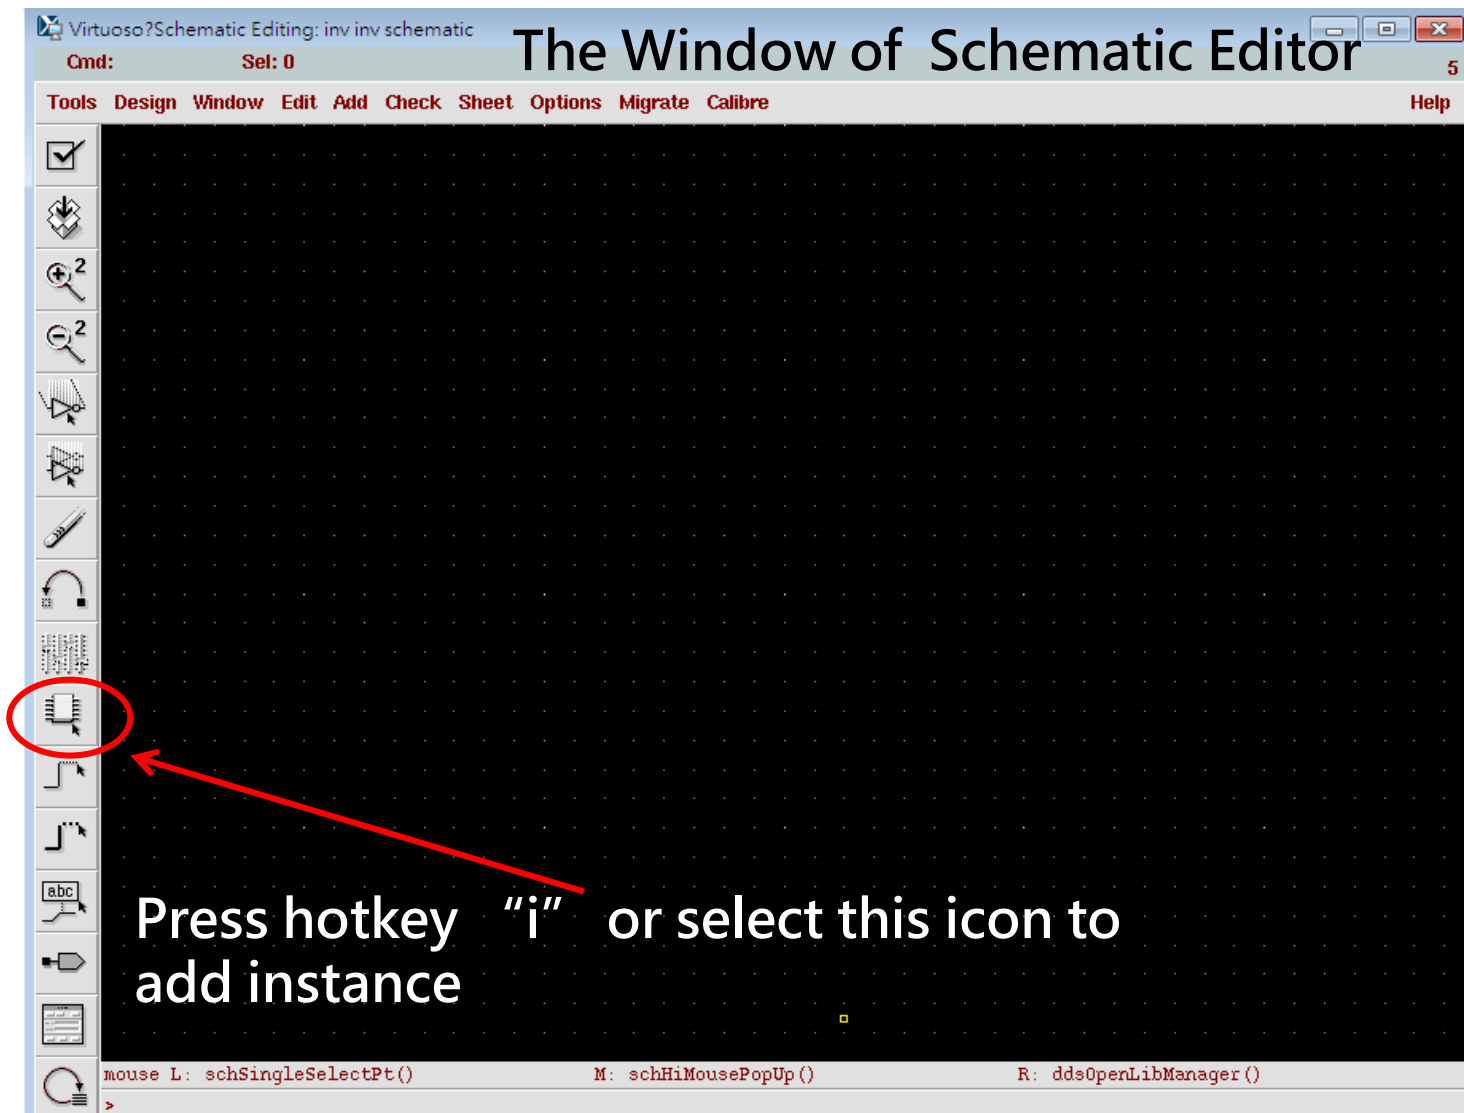 Virtuoso?Schematic Editing: inv inv schematic
The Window of Schematic Editor
Cmd: Sel: 0 5
Tools Design Window Edit Add Check Sheet Options Migrate Calibre Help
2
2
abc
Press hotkey “i” or select this icon to
add instance
mouse L: schSingleSelectPt() M: schHiMousePopUp() R: ddsOpenLibManager()
>